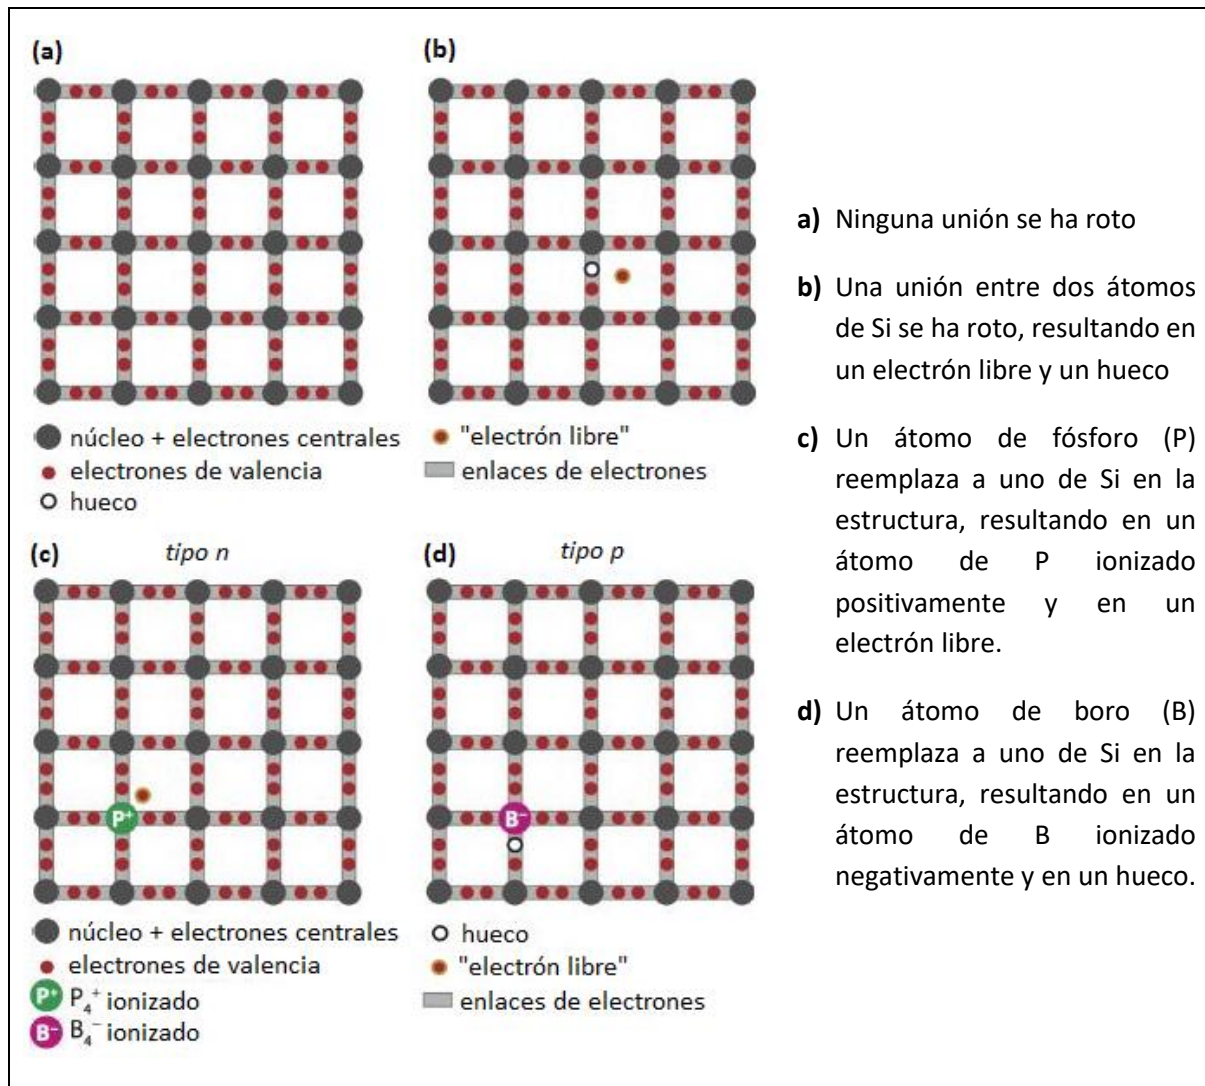 (a)
(b)
núcleo + electrones centrales
electrones de valencia
hueco
"electrón libre"
enlaces de electrones
(c) tipo n
(d) tipo p
P+
B−
núcleo + electrones centrales
electrones de valencia
P+ P₄⁺ ionizado
B− B₄⁻ ionizado
hueco
"electrón libre"
enlaces de electrones
a) Ninguna unión se ha roto
b) Una unión entre dos átomos
de Si se ha roto, resultando en
un electrón libre y un hueco
c) Un átomo de fósforo (P)
reemplaza a uno de Si en la
estructura, resultando en un
átomo de P ionizado
positivamente y en un
electrón libre.
d) Un átomo de boro (B)
reemplaza a uno de Si en la
estructura, resultando en un
átomo de B ionizado
negativamente y en un hueco.